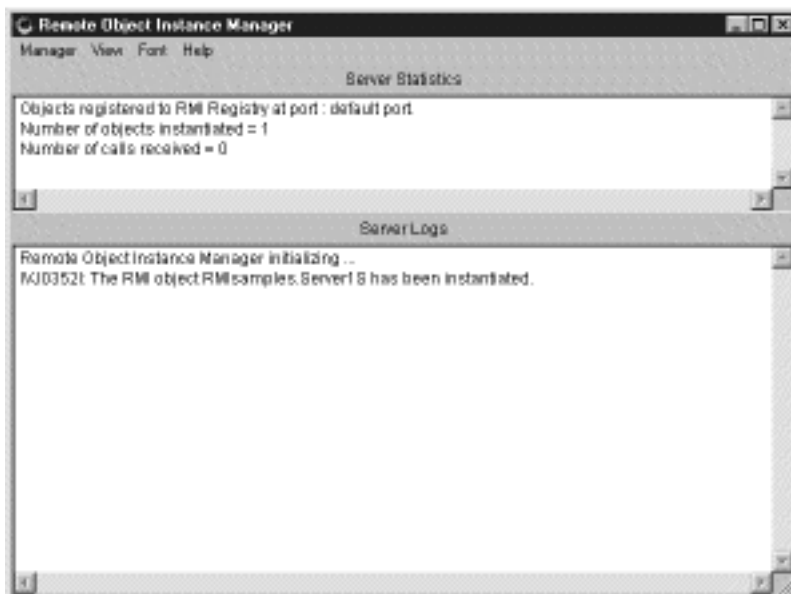 Remote Object Instance Manager
Manager View Font Help
Server Statistics
Objects registered to RMI Registry at port : default port
Number of objects instantiated = 1
Number of calls received = 0
Server Logs
Remote Object Instance Manager initializing ...
IVJ0352I: The RMI object RMIsamples.Server1S has been instantiated.